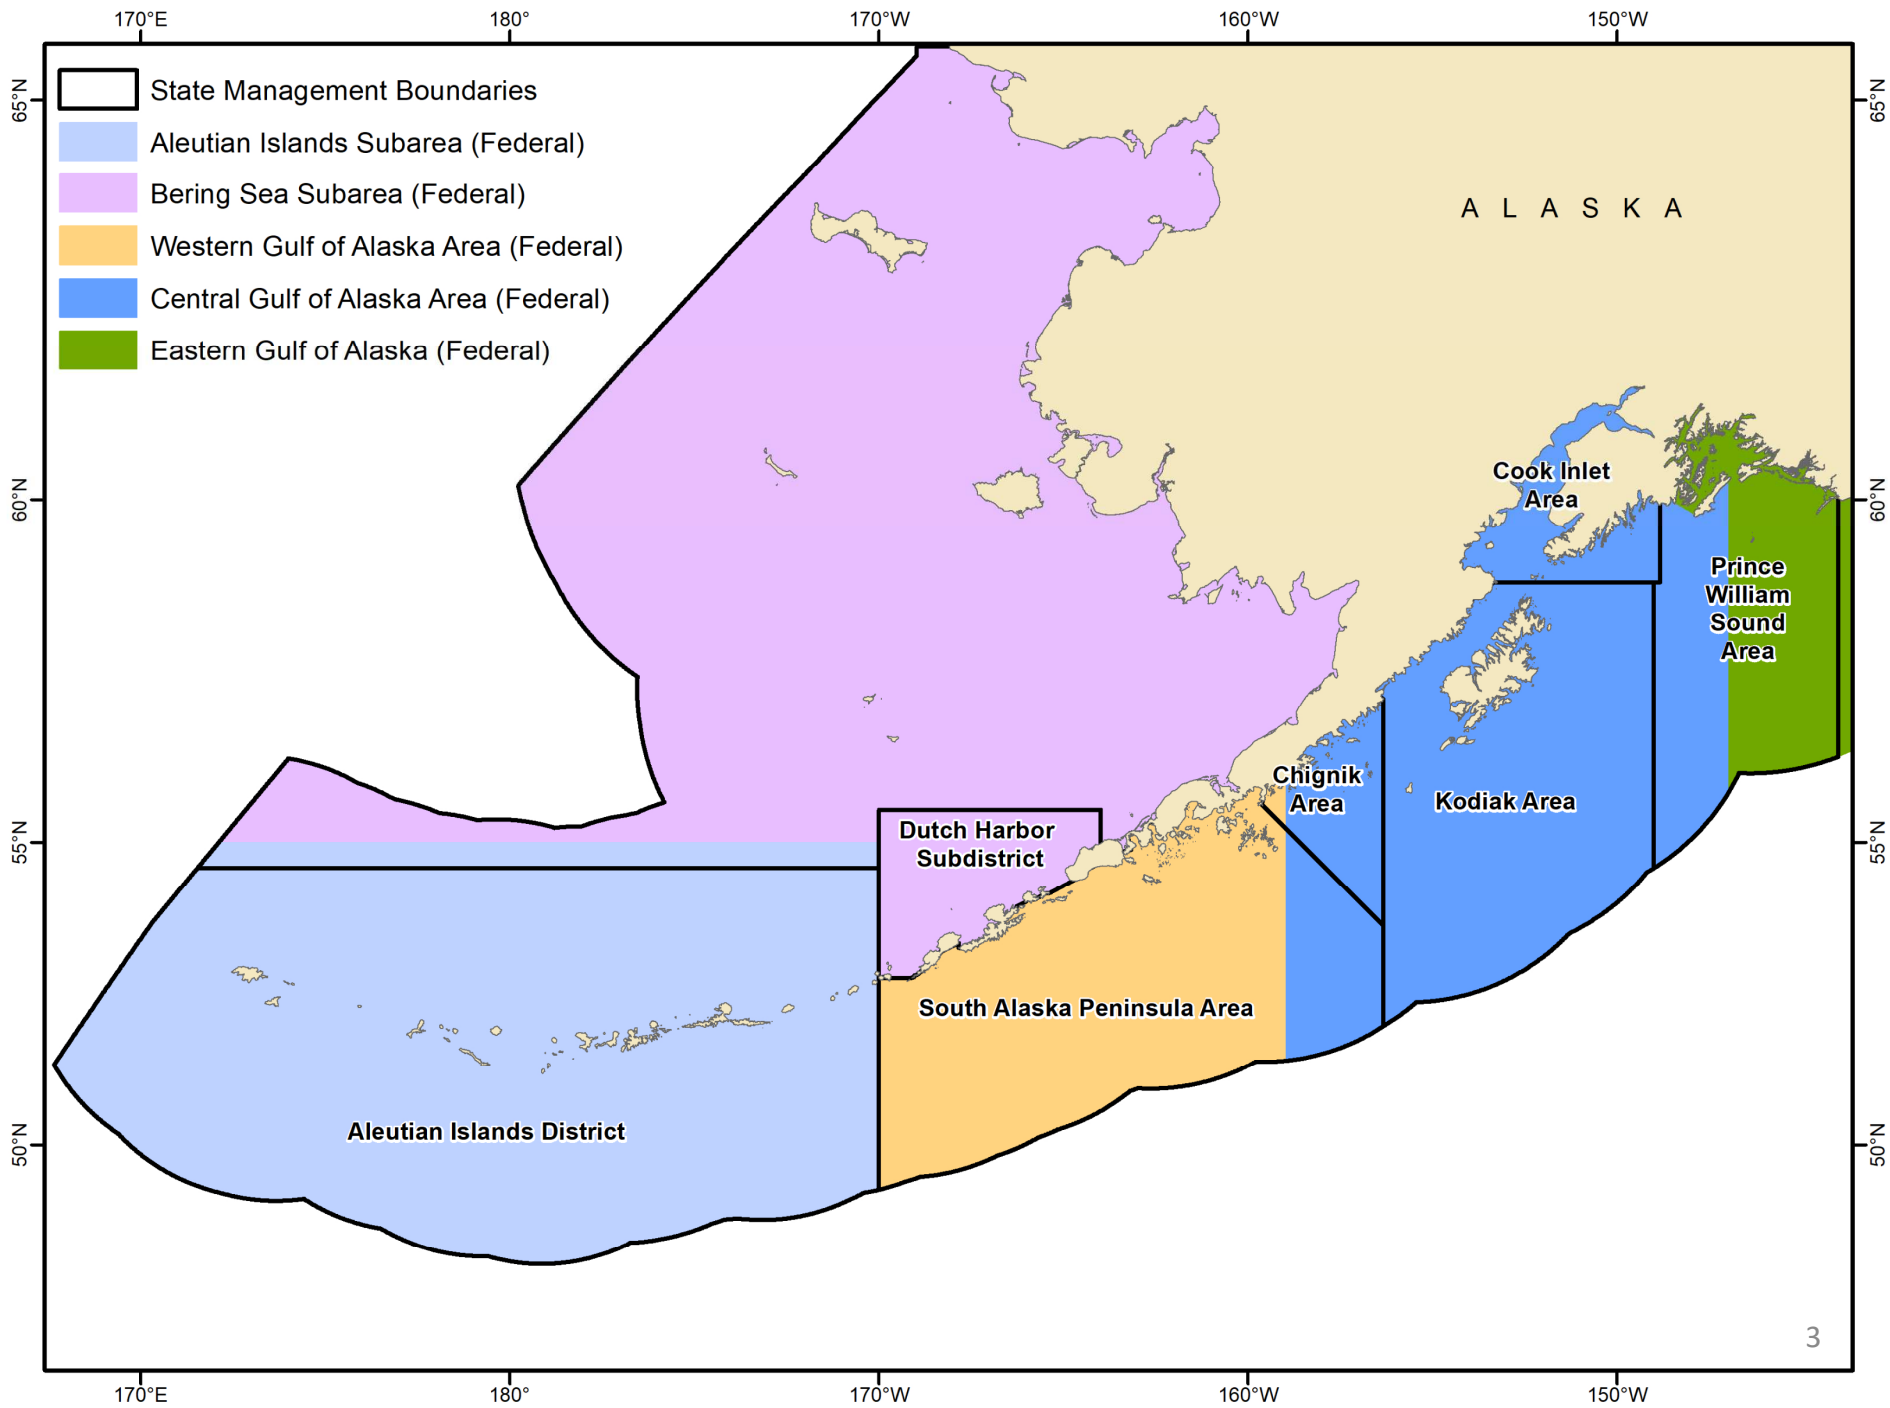 170°E 180° 170°W 160°W 150°W
65°N 65°N
State Management Boundaries
Aleutian Islands Subarea (Federal)
Bering Sea Subarea (Federal)
Western Gulf of Alaska Area (Federal)
Central Gulf of Alaska Area (Federal)
Eastern Gulf of Alaska (Federal)
ALASKA
60°N 60°N
Cook Inlet
Area
Prince
William
Sound
Area
Chignik
Area
Kodiak Area
55°N 55°N
Dutch Harbor
Subdistrict
South Alaska Peninsula Area
Aleutian Islands District
50°N 50°N
3
170°E 180° 170°W 160°W 150°W